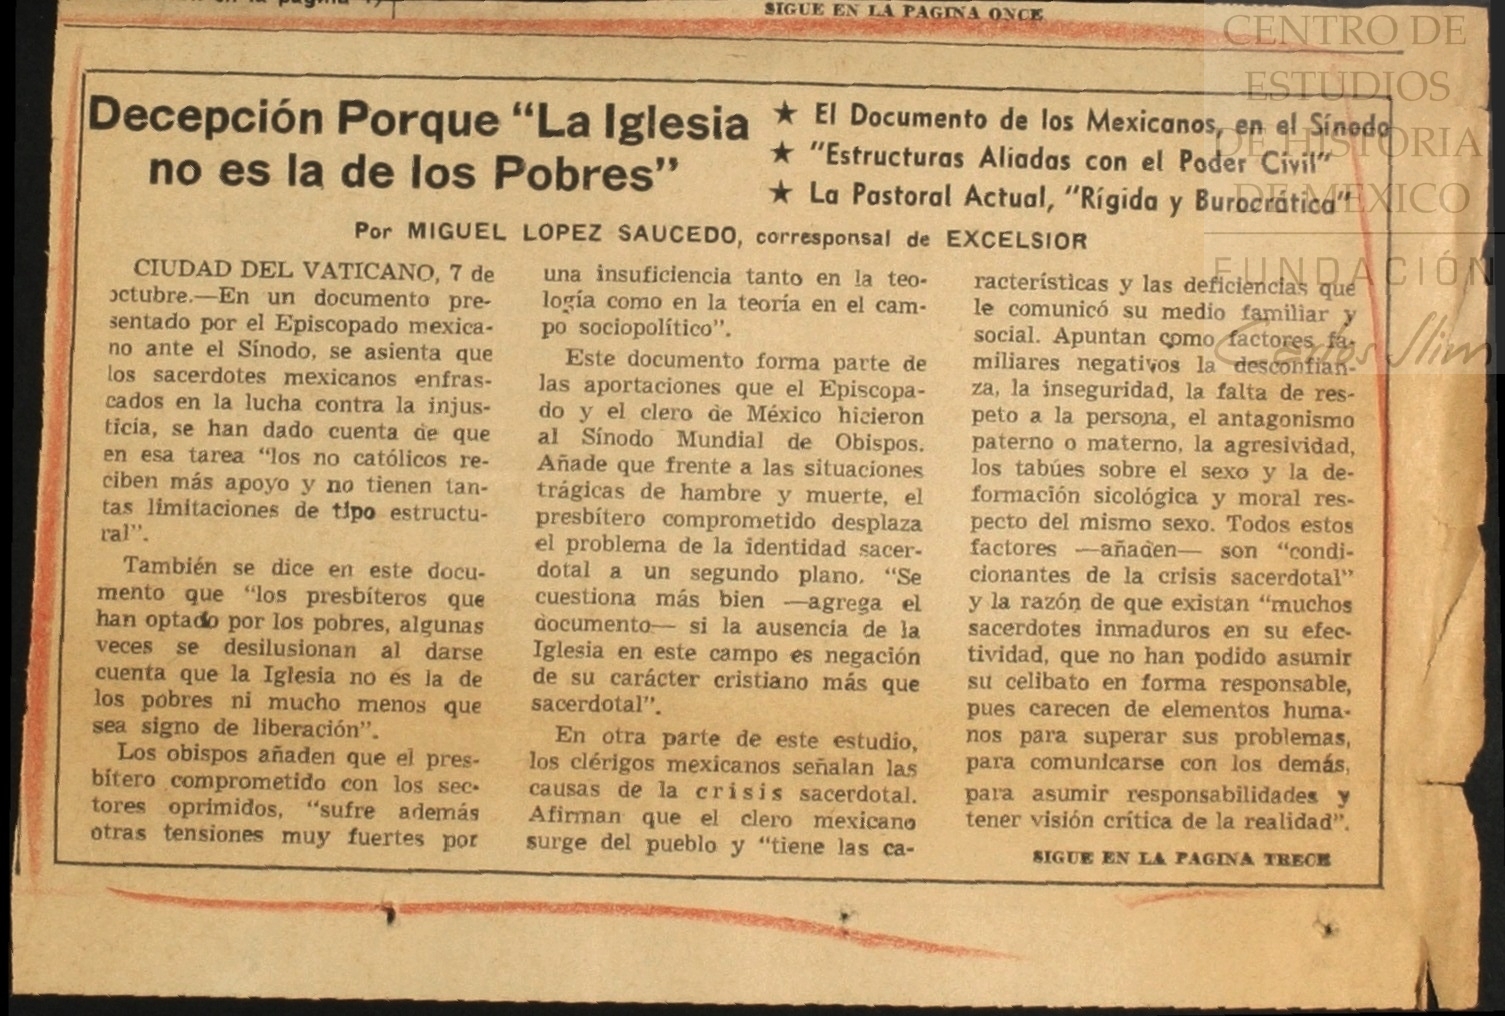 en la página
SIGUE EN LA PAGINA ONCE
CENTRO DE
ESTUDIOS
DE HISTORIA
DE MEXICO
FUNDACIÓN
Carlos Slim
Decepción Porque “La Iglesia
no es la de los Pobres”
★ El Documento de los Mexicanos, en el Sínodo
★ “Estructuras Aliadas con el Poder Civil”
★ La Pastoral Actual, “Rígida y Burocrática”
Por MIGUEL LOPEZ SAUCEDO, corresponsal de EXCELSIOR
CIUDAD DEL VATICANO, 7 de
octubre.—En un documento pre-
sentado por el Episcopado mexica-
no ante el Sínodo, se asienta que
los sacerdotes mexicanos enfras-
cados en la lucha contra la injus-
ticia, se han dado cuenta de que
en esa tarea “los no católicos re-
ciben más apoyo y no tienen tan-
tas limitaciones de tipo estructu-
ral”.
También se dice en este docu-
mento que “los presbíteros que
han optado por los pobres, algunas
veces se desilusionan al darse
cuenta que la Iglesia no es la de
los pobres ni mucho menos que
sea signo de liberación”.
Los obispos añaden que el pres-
bítero comprometido con los sec-
tores oprimidos, “sufre además
otras tensiones muy fuertes por
una insuficiencia tanto en la teo-
logía como en la teoría en el cam-
po sociopolítico”.
Este documento forma parte de
las aportaciones que el Episcopa-
do y el clero de México hicieron
al Sínodo Mundial de Obispos.
Añade que frente a las situaciones
trágicas de hambre y muerte, el
presbítero comprometido desplaza
el problema de la identidad sacer-
dotal a un segundo plano. “Se
cuestiona más bien —agrega el
documento— si la ausencia de la
Iglesia en este campo es negación
de su carácter cristiano más que
sacerdotal”.
En otra parte de este estudio,
los clérigos mexicanos señalan las
causas de la crisis sacerdotal.
Afirman que el clero mexicano
surge del pueblo y “tiene las ca-
racterísticas y las deficiencias que
le comunicó su medio familiar y
social. Apuntan como factores fa-
miliares negativos la desconfian-
za, la inseguridad, la falta de res-
peto a la persona, el antagonismo
paterno o materno, la agresividad,
los tabúes sobre el sexo y la de-
formación sicológica y moral res-
pecto del mismo sexo. Todos estos
factores —añaden— son “condi-
cionantes de la crisis sacerdotal”
y la razón de que existan “muchos
sacerdotes inmaduros en su efec-
tividad, que no han podido asumir
su celibato en forma responsable,
pues carecen de elementos huma-
nos para superar sus problemas,
para comunicarse con los demás,
para asumir responsabilidades y
tener visión crítica de la realidad”.
SIGUE EN LA PAGINA TRECE